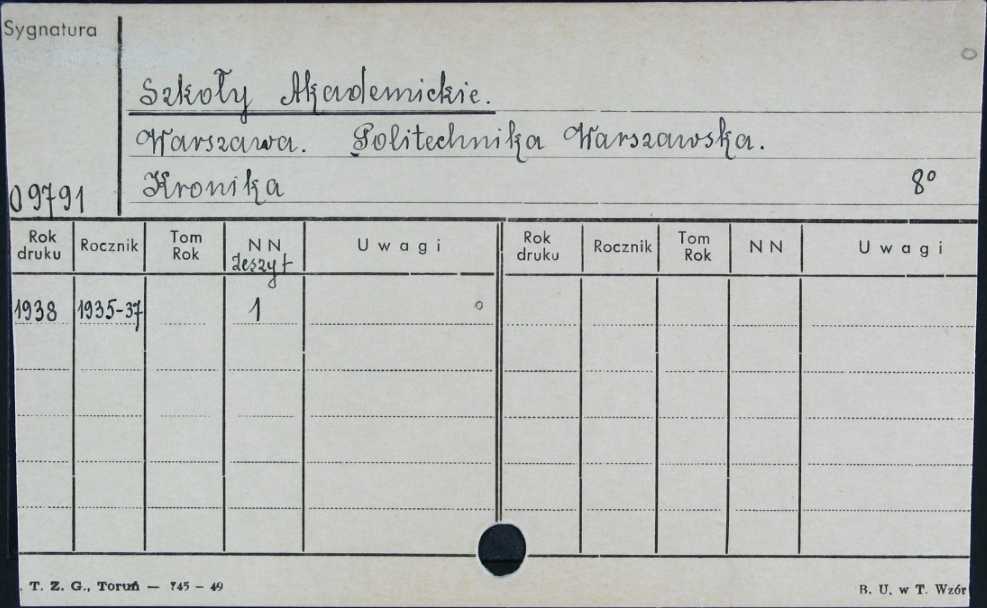 Sygnatura
Szkoły Akademickie.
Warszawa. Politechnika Warszawska.
Kronika 8°
09791
Rok druku Rocznik Tom Rok NN Zeszyt Uwagi Rok druku Rocznik Tom Rok NN Uwagi
1938 1935-37 1
T. Z. G., Toruń — 745 — 49 B. U. w T. Wzór